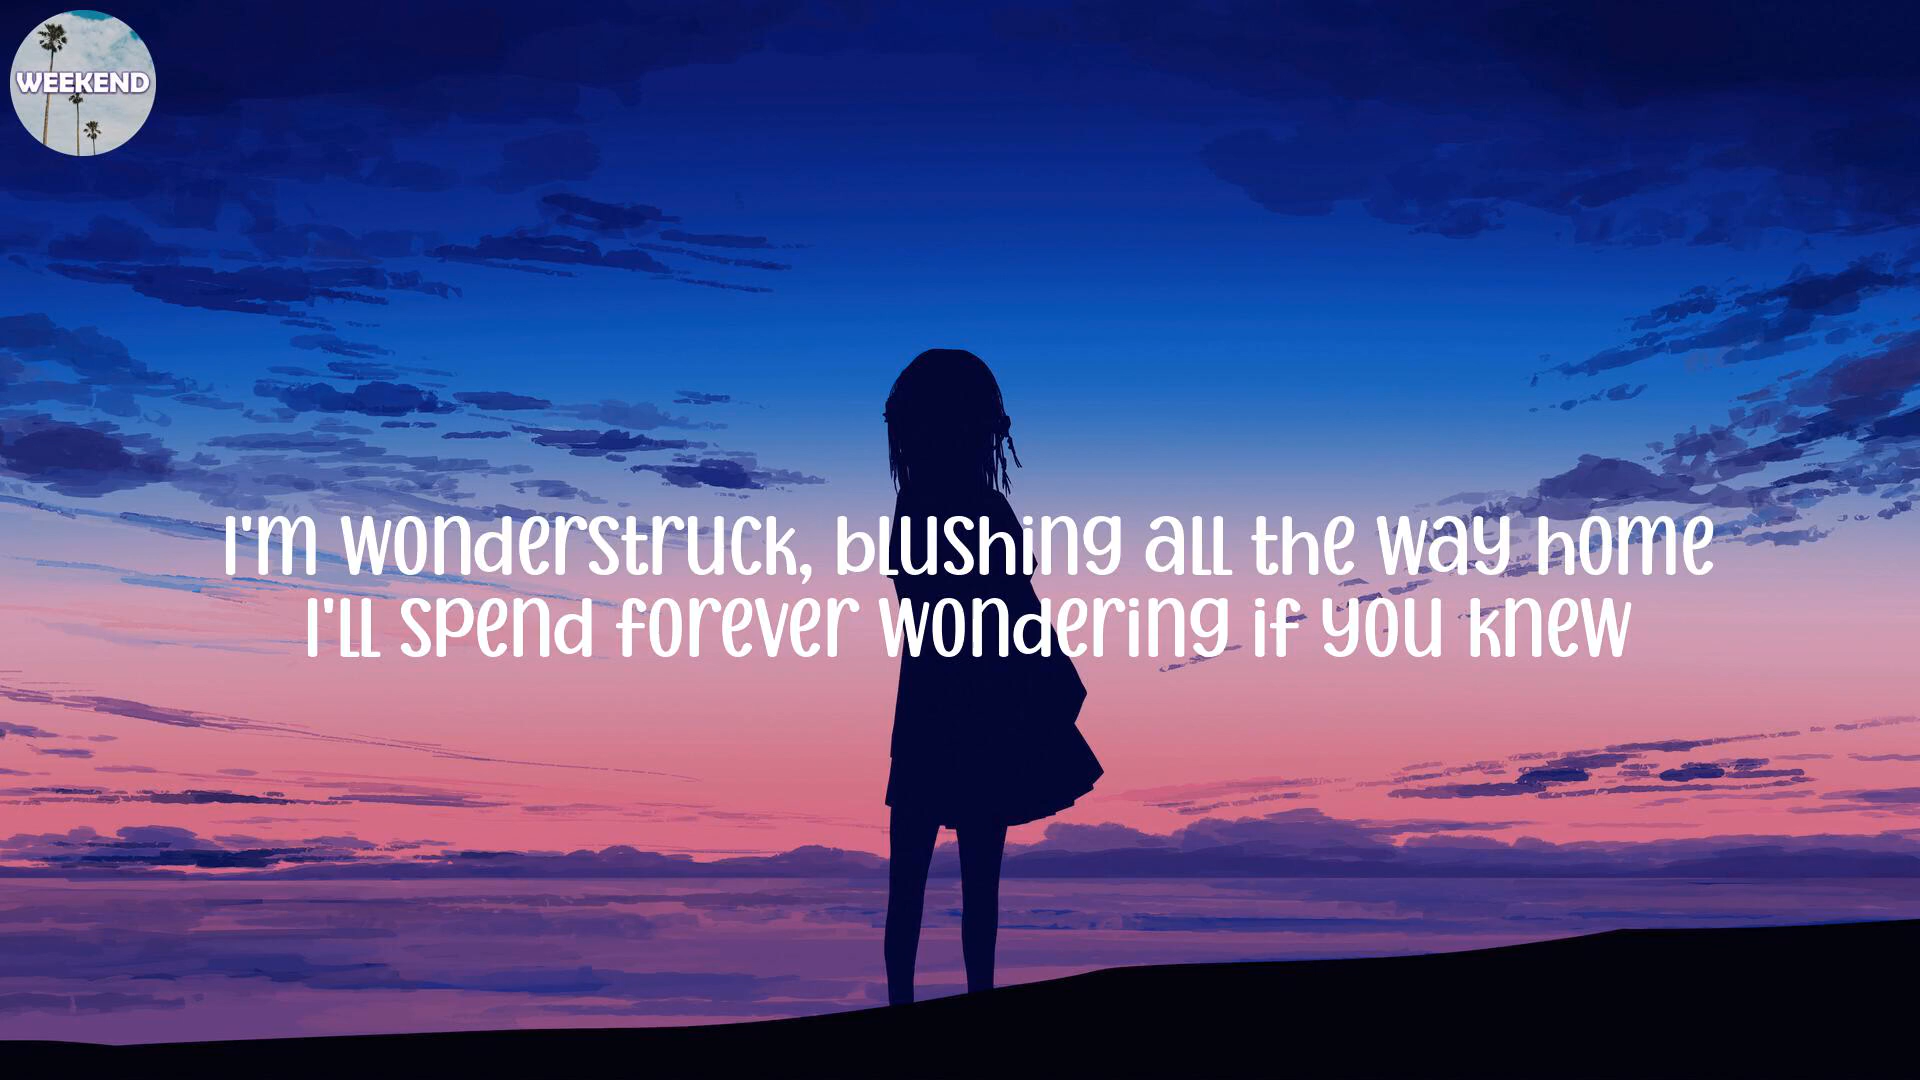 WEEKEND
I'm wonderstruck, blushing all the way home
I'll spend forever wondering if you knew